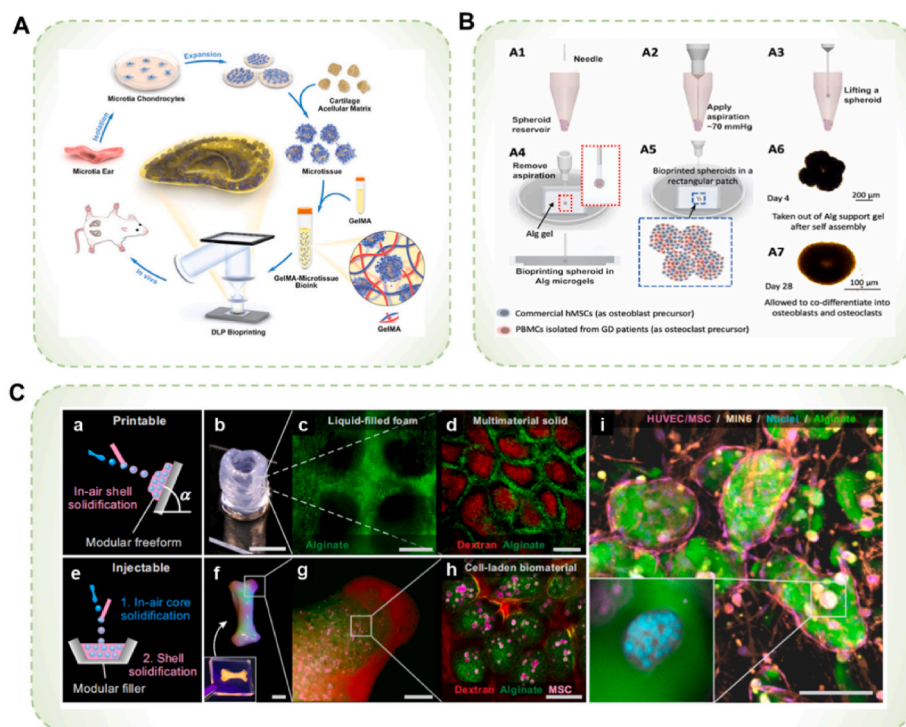 A
Expansion
Microtia Chondrocytes
Cartilage
Acellular Matrix
Isolation
Microtia Ear
Microtissue
GelMA
in vivo
GelMA-Microtissue
Bioink
DLP Bioprinting
GelMA
B
A1
Needle
Spheroid
reservoir
A2
Apply
aspiration
~70 mmHg
A3
Lifting a
spheroid
A4
Remove
aspiration
Alg gel
A5
Bioprinted spheroids in a
rectangular patch
A6
Day 4
200 µm
Taken out of Alg support gel
after self assembly
Bioprinting spheroid in
Alg microgels
A7
Day 28
100 µm
Allowed to co-differentiate into
osteoblasts and osteoclasts
Commercial hMSCs (as osteoblast precursor)
PBMCs isolated from GD patients (as osteoclast precursor)
C
a
Printable
In-air shell
solidification
α
Modular freeform
b
c
Liquid-filled foam
Alginate
d
Multimaterial solid
Dextran Alginate
e
Injectable
1. In-air core
solidification
2. Shell
solidification
Modular filler
f
g
h
Cell-laden biomaterial
Dextran Alginate MSC
i
HUVEC/MSC / MIN6 / Nuclei / Alginate